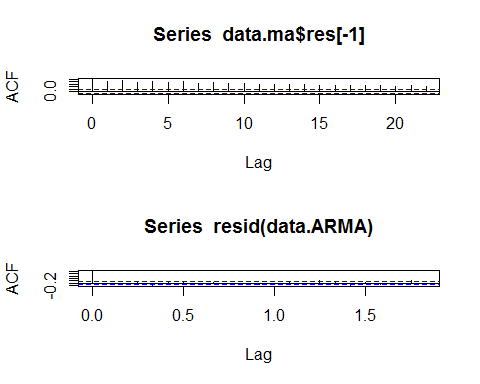 Series data.ma$res[-1]
ACF
0.0
0 5 10 15 20
Lag
Series resid(data.ARMA)
ACF
-0.2
0.0 0.5 1.0 1.5
Lag